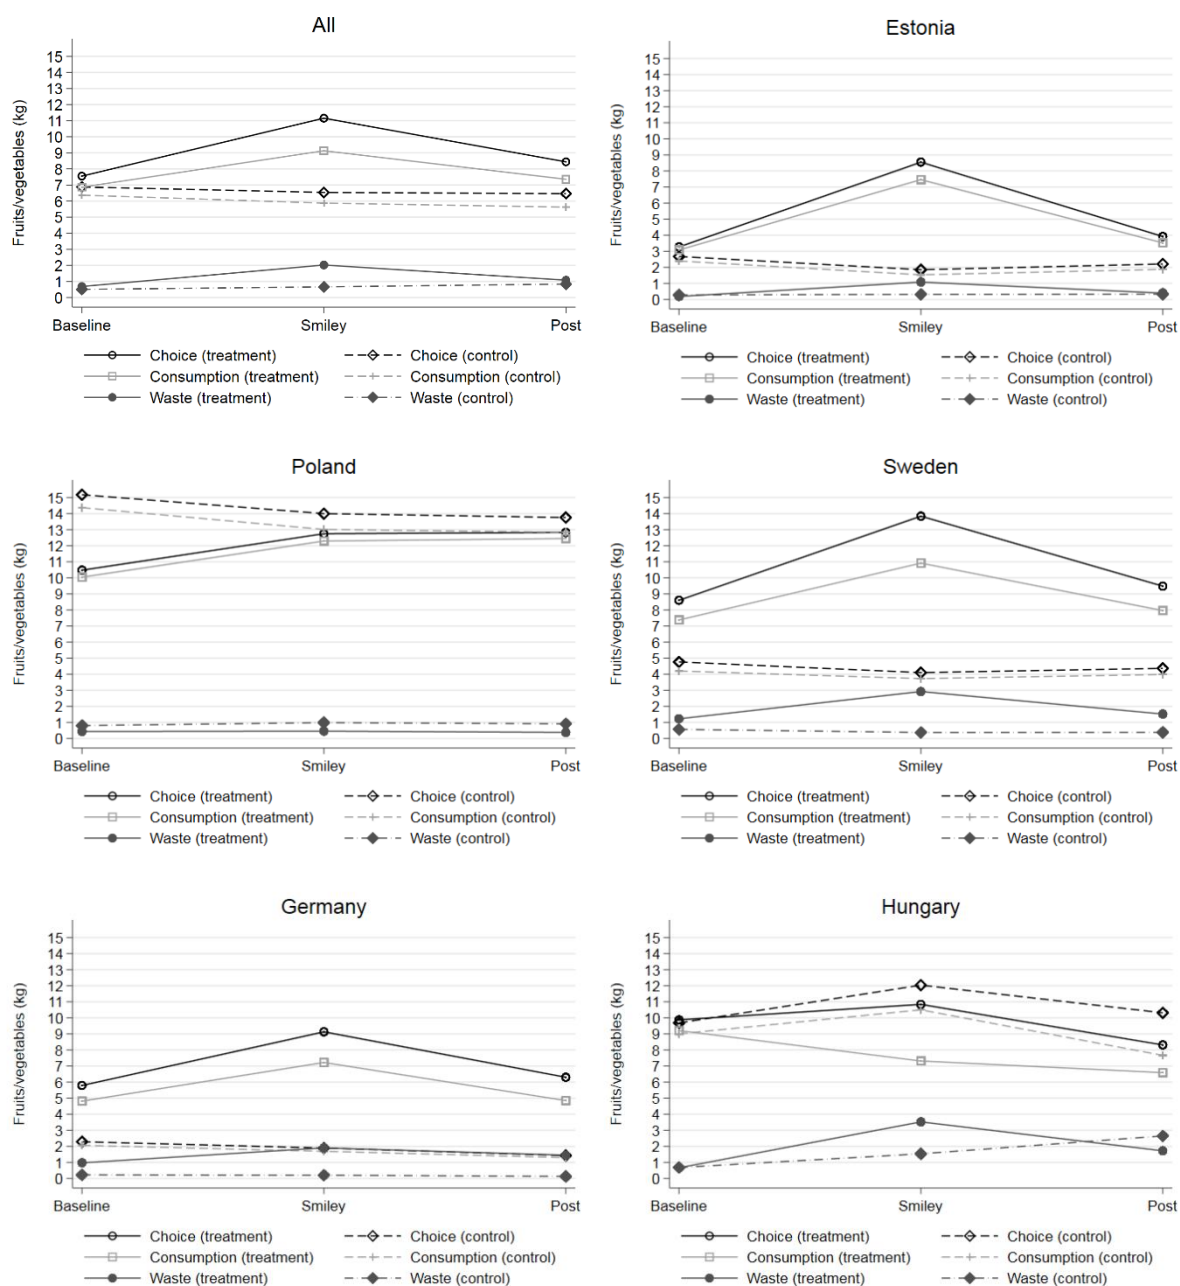 All
Fruits/vegetables (kg)
15
14
13
12
11
10
9
8
7
6
5
4
3
2
1
0
Baseline Smiley Post
Choice (treatment) Choice (control)
Consumption (treatment) Consumption (control)
Waste (treatment) Waste (control)
Estonia
Fruits/vegetables (kg)
15
14
13
12
11
10
9
8
7
6
5
4
3
2
1
0
Baseline Smiley Post
Choice (treatment) Choice (control)
Consumption (treatment) Consumption (control)
Waste (treatment) Waste (control)
Poland
Fruits/vegetables (kg)
15
14
13
12
11
10
9
8
7
6
5
4
3
2
1
0
Baseline Smiley Post
Choice (treatment) Choice (control)
Consumption (treatment) Consumption (control)
Waste (treatment) Waste (control)
Sweden
Fruits/vegetables (kg)
15
14
13
12
11
10
9
8
7
6
5
4
3
2
1
0
Baseline Smiley Post
Choice (treatment) Choice (control)
Consumption (treatment) Consumption (control)
Waste (treatment) Waste (control)
Germany
Fruits/vegetables (kg)
15
14
13
12
11
10
9
8
7
6
5
4
3
2
1
0
Baseline Smiley Post
Choice (treatment) Choice (control)
Consumption (treatment) Consumption (control)
Waste (treatment) Waste (control)
Hungary
Fruits/vegetables (kg)
15
14
13
12
11
10
9
8
7
6
5
4
3
2
1
0
Baseline Smiley Post
Choice (treatment) Choice (control)
Consumption (treatment) Consumption (control)
Waste (treatment) Waste (control)